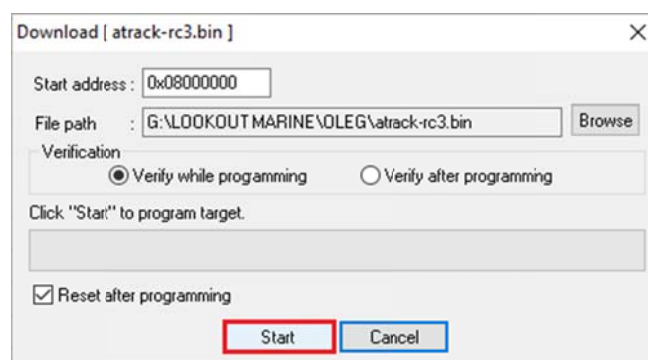 Download [ atrack-rc3.bin ]
Start address : 0x08000000
File path : G:\LOOKOUT MARINE\OLEG\atrack-rc3.bin Browse
Verification
Verify while progamming Verify after programming
Click "Start" to program target.
Reset after programming
Start Cancel